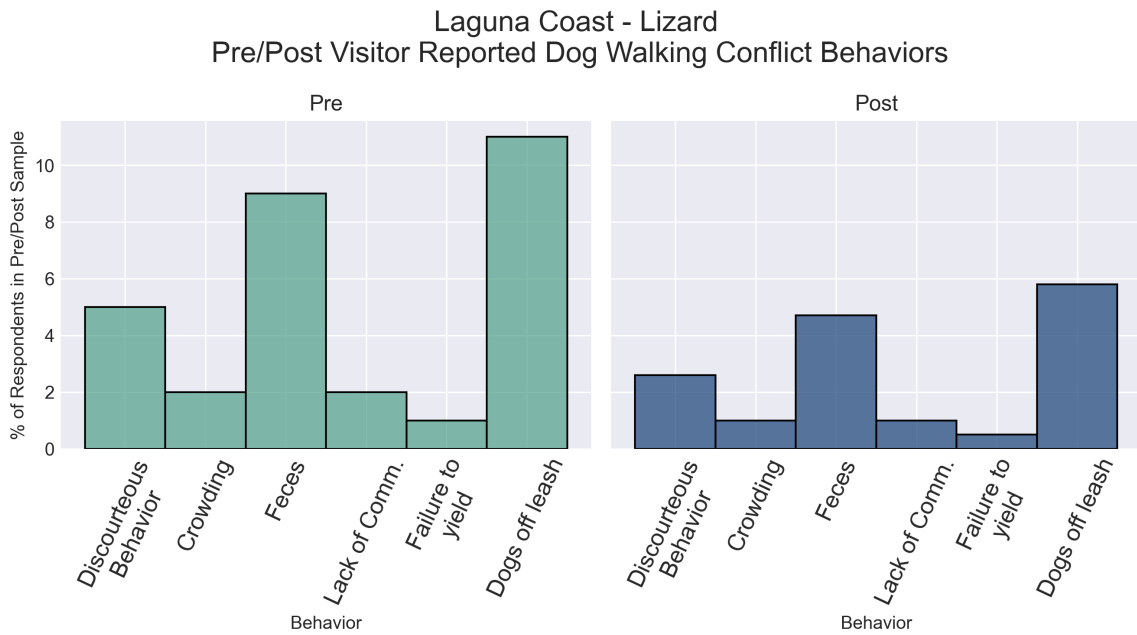 Laguna Coast - Lizard
Pre/Post Visitor Reported Dog Walking Conflict Behaviors
Pre
% of Respondents in Pre/Post Sample
10
8
6
4
2
0
Discourteous
Behavior
Crowding
Feces
Lack of Comm.
Failure to
yield
Dogs off leash
Behavior
Post
Discourteous
Behavior
Crowding
Feces
Lack of Comm.
Failure to
yield
Dogs off leash
Behavior